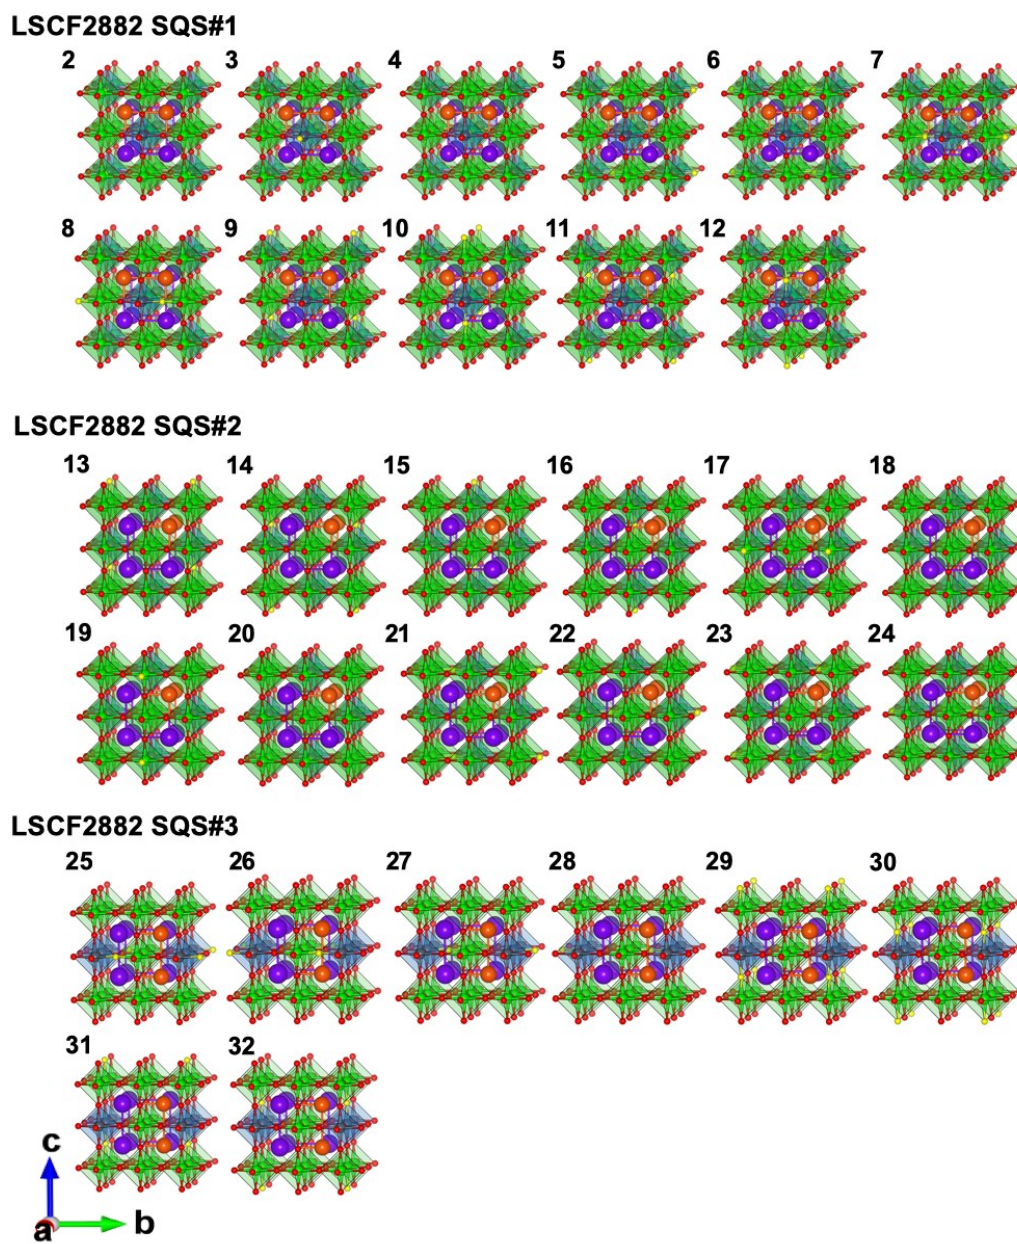 LSCF2882 SQS#1
2 3 4 5 6 7
8 9 10 11 12
LSCF2882 SQS#2
13 14 15 16 17 18
19 20 21 22 23 24
LSCF2882 SQS#3
25 26 27 28 29 30
31 32
c
a b